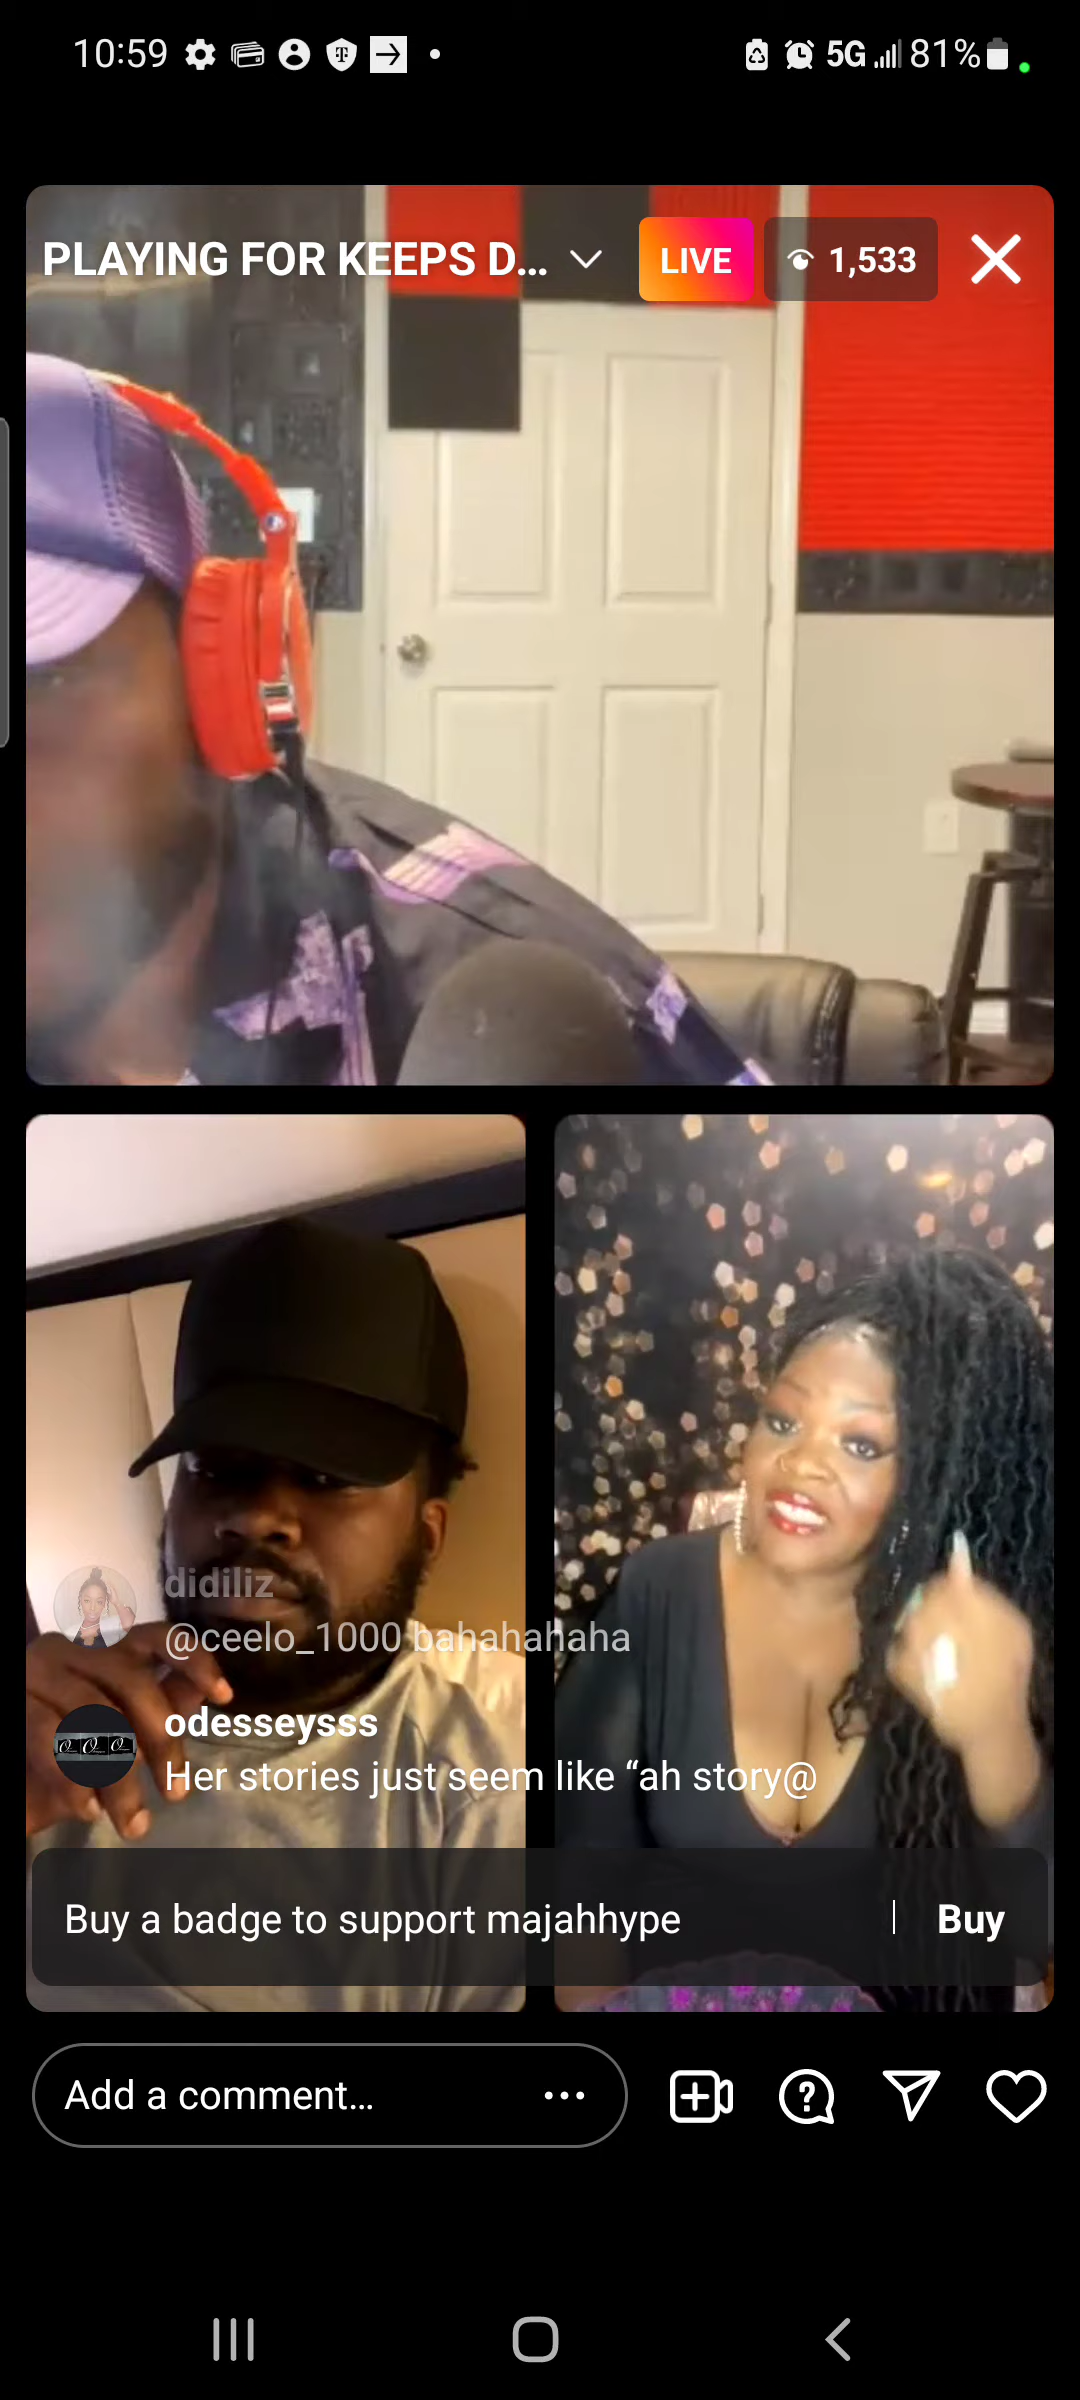 10:59 5G 81%
PLAYING FOR KEEPS D... LIVE 1,533
didiliz
@ceelo_1000 bahahahaha
odesseysss
Her stories just seem like “ah story@
Buy a badge to support majahhype | Buy
Add a comment...